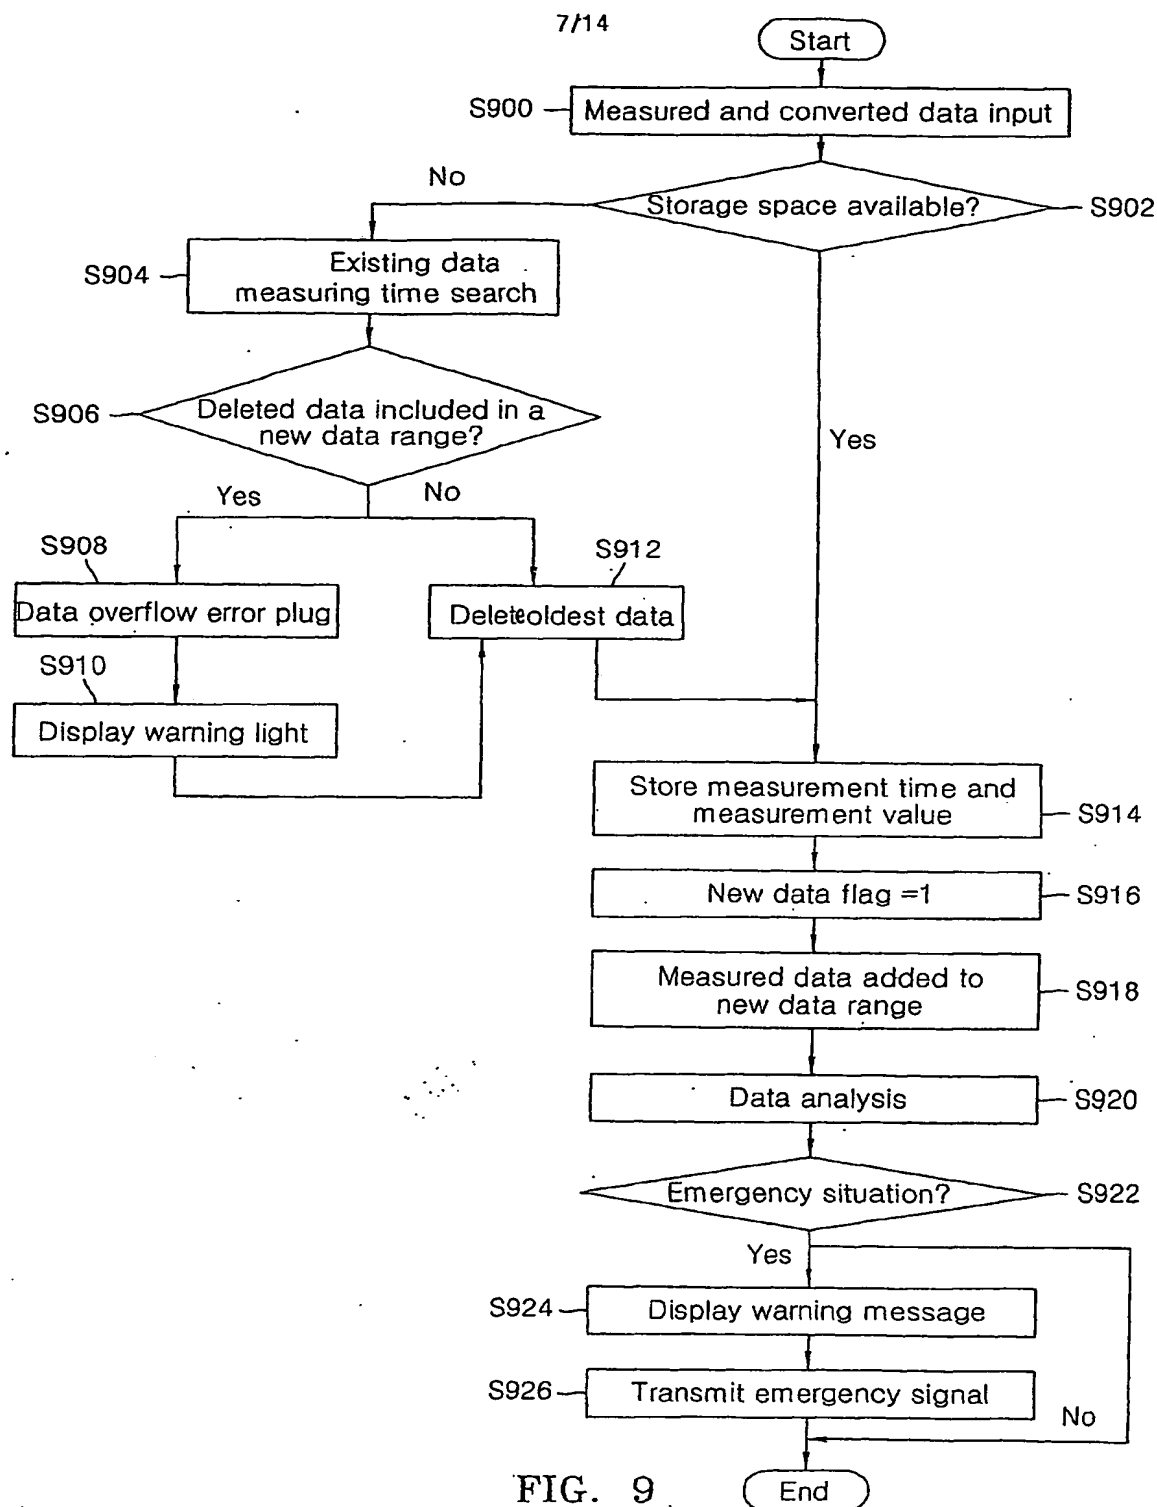 7/14
Start
S900
Measured and converted data input
No
Storage space available?
S902
S904
Existing data
measuring time search
S906
Deleted data included in a
new data range?
Yes
Yes
No
S908
S912
Data overflow error plug
Delete oldest data
S910
Display warning light
Store measurement time and
measurement value
S914
New data flag =1
S916
Measured data added to
new data range
S918
Data analysis
S920
Emergency situation?
S922
Yes
S924
Display warning message
S926
Transmit emergency signal
No
FIG. 9
End